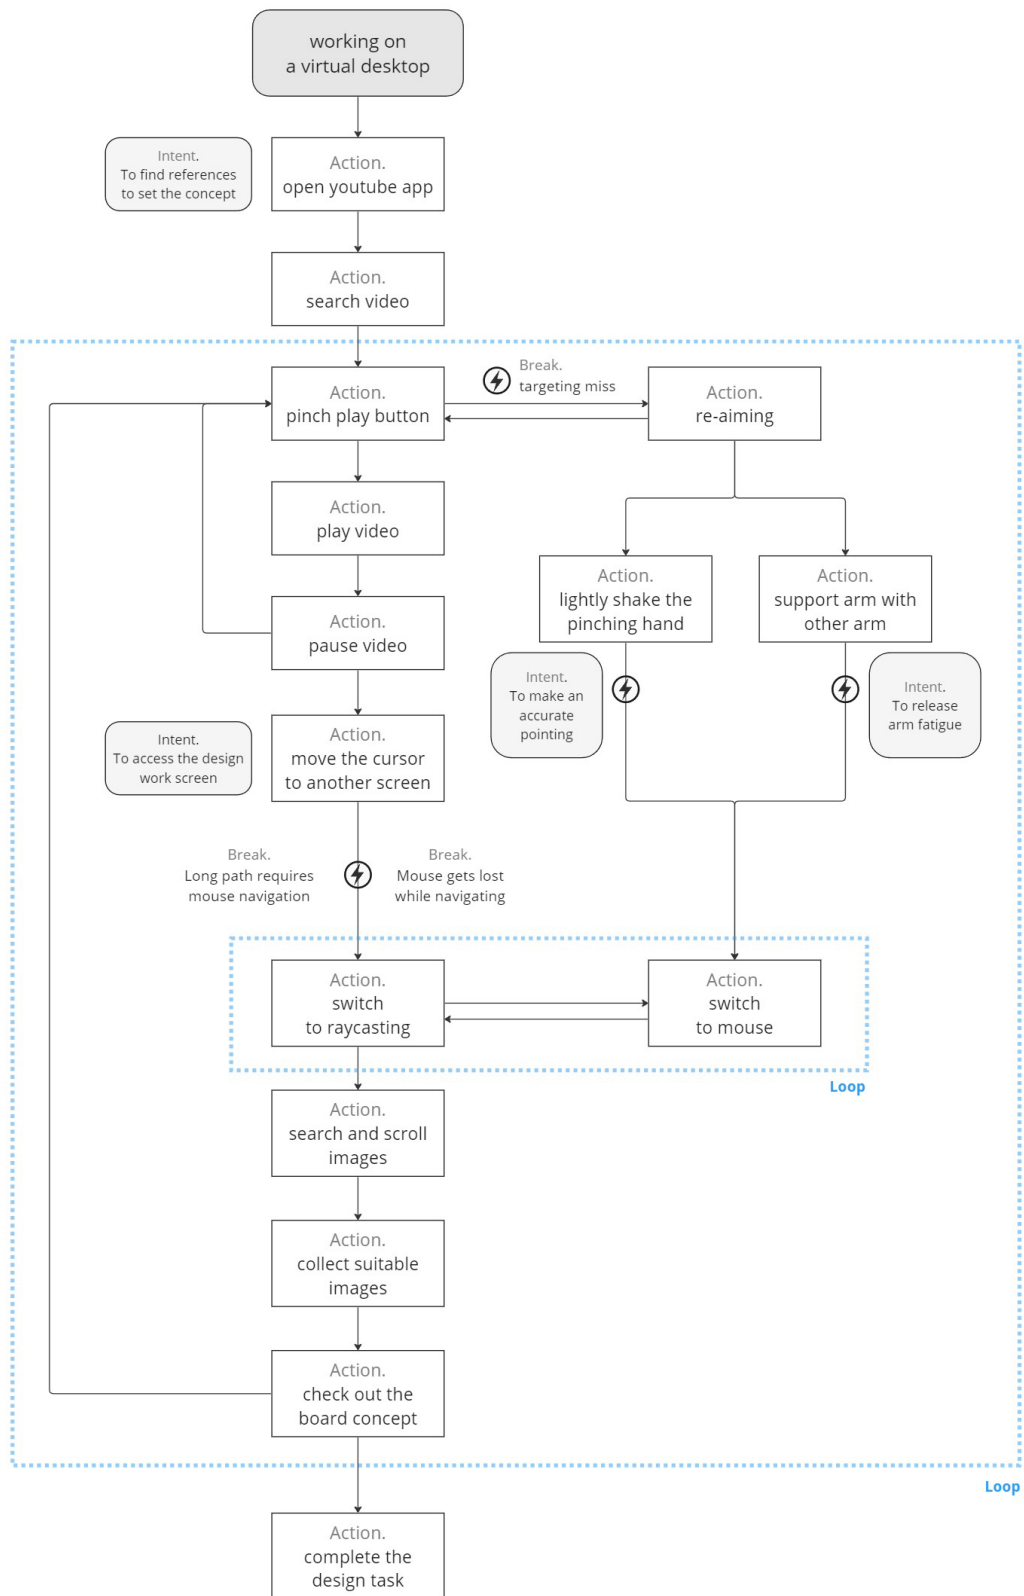 working on
a virtual desktop
Intent.
To find references
to set the concept
Action.
open youtube app
Action.
search video
Action.
pinch play button
Break.
targeting miss
Action.
re-aiming
Action.
play video
Action.
lightly shake the
pinching hand
Action.
support arm with
other arm
Action.
pause video
Intent.
To make an
accurate
pointing
Intent.
To release
arm fatigue
Intent.
To access the design
work screen
Action.
move the cursor
to another screen
Break.
Long path requires
mouse navigation
Break.
Mouse gets lost
while navigating
Action.
switch
to raycasting
Action.
switch
to mouse
Loop
Action.
search and scroll
images
Action.
collect suitable
images
Action.
check out the
board concept
Loop
Action.
complete the
design task